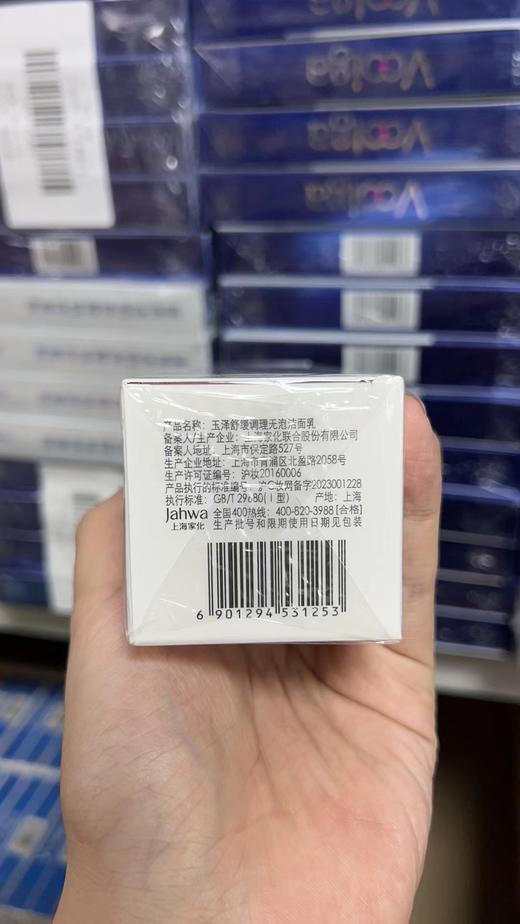 Voolga
Voolga
Voolga
产品名称：玉泽舒缓调理无泡洁面乳
备案人/生产企业：上海家化联合股份有限公司
备案人地址：上海市保定路527号
生产企业地址：上海市青浦区北盈路2058号
生产许可证编号：沪妆20160006
产品执行的标准编号：沪G妆网备字2023001228
执行标准：GB/T 29680(Ⅰ型) 产地：上海
Jahwa 全国400热线：400-820-3988 [合格]
上海家化 生产批号和限期使用日期见包装
6 901294 531253